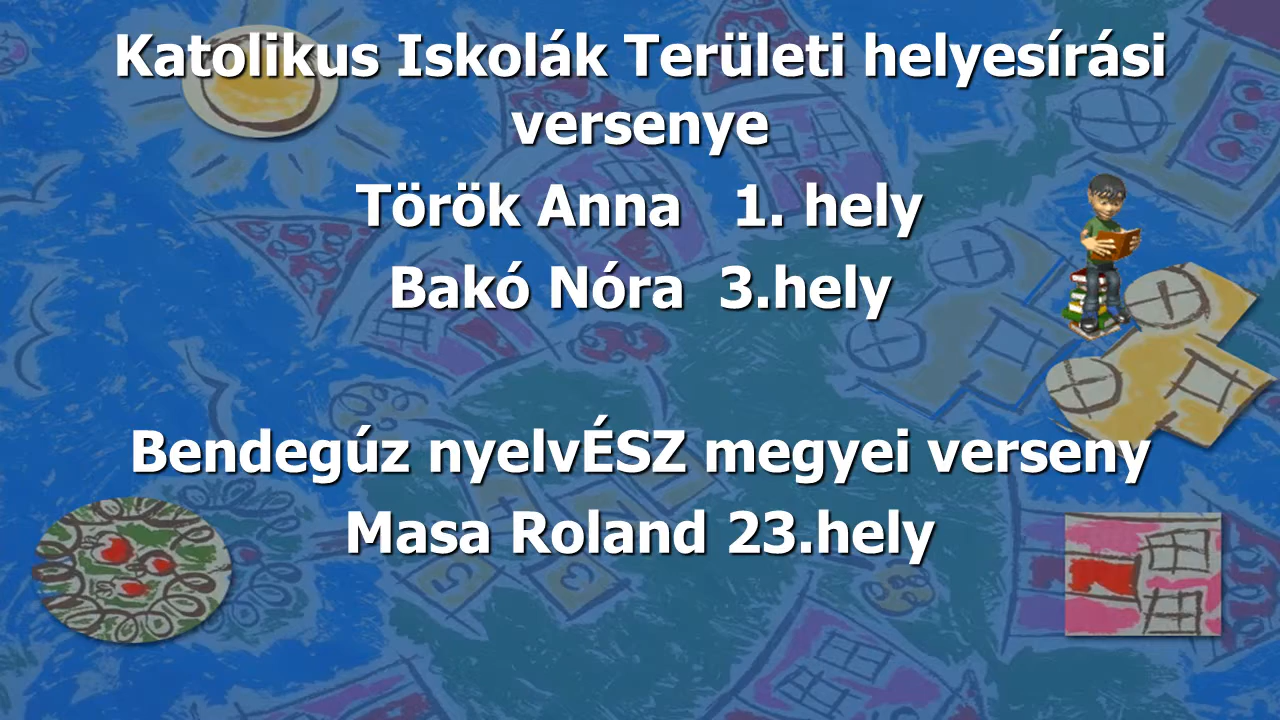 Katolikus Iskolák Területi helyesírási
versenye
Török Anna 1. hely
Bakó Nóra 3.hely
Bendegúz nyelvÉSZ megyei verseny
Masa Roland 23.hely